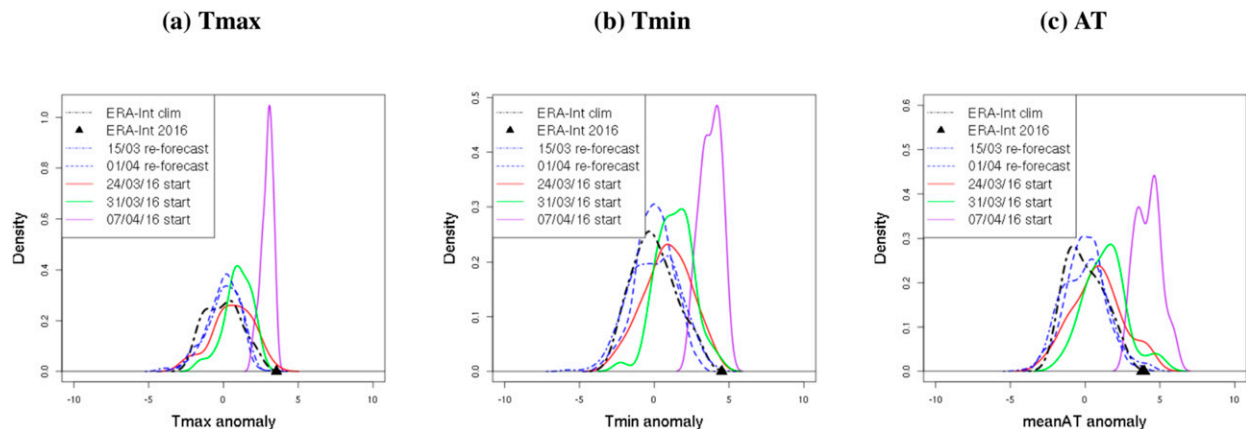 (a) Tmax
(b) Tmin
(c) AT
Density
1.0
0.8
0.6
0.4
0.2
0.0
ERA-Int clim
ERA-Int 2016
15/03 re-forecast
01/04 re-forecast
24/03/16 start
31/03/16 start
07/04/16 start
-10
-5
0
5
10
Tmax anomaly
Density
0.5
0.4
0.3
0.2
0.1
0.0
ERA-Int clim
ERA-Int 2016
15/03 re-forecast
01/04 re-forecast
24/03/16 start
31/03/16 start
07/04/16 start
-10
-5
0
5
10
Tmin anomaly
Density
0.6
0.5
0.4
0.3
0.2
0.1
0.0
ERA-Int clim
ERA-Int 2016
15/03 re-forecast
01/04 re-forecast
24/03/16 start
31/03/16 start
07/04/16 start
-10
-5
0
5
10
meanAT anomaly